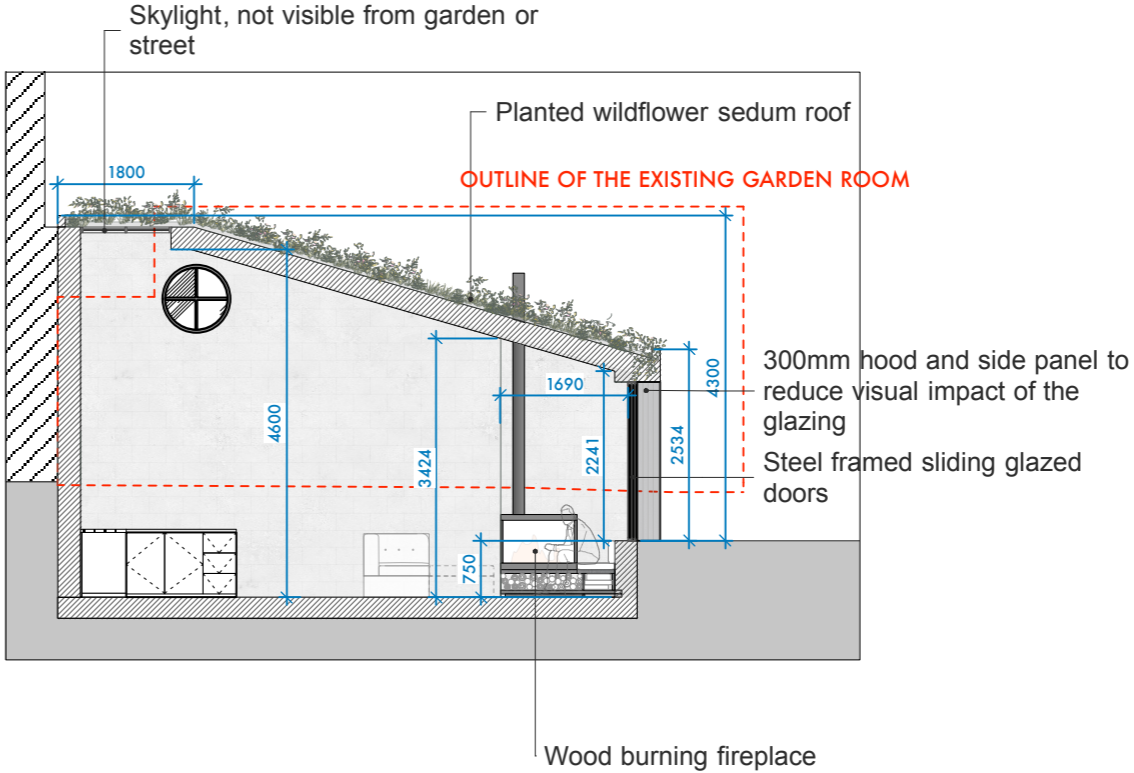 Skylight, not visible from garden or
street
Planted wildflower sedum roof
1800
OUTLINE OF THE EXISTING GARDEN ROOM
300mm hood and side panel to
reduce visual impact of the
glazing
4300
1690
4600
3424
2241
2534
Steel framed sliding glazed
doors
750
Wood burning fireplace